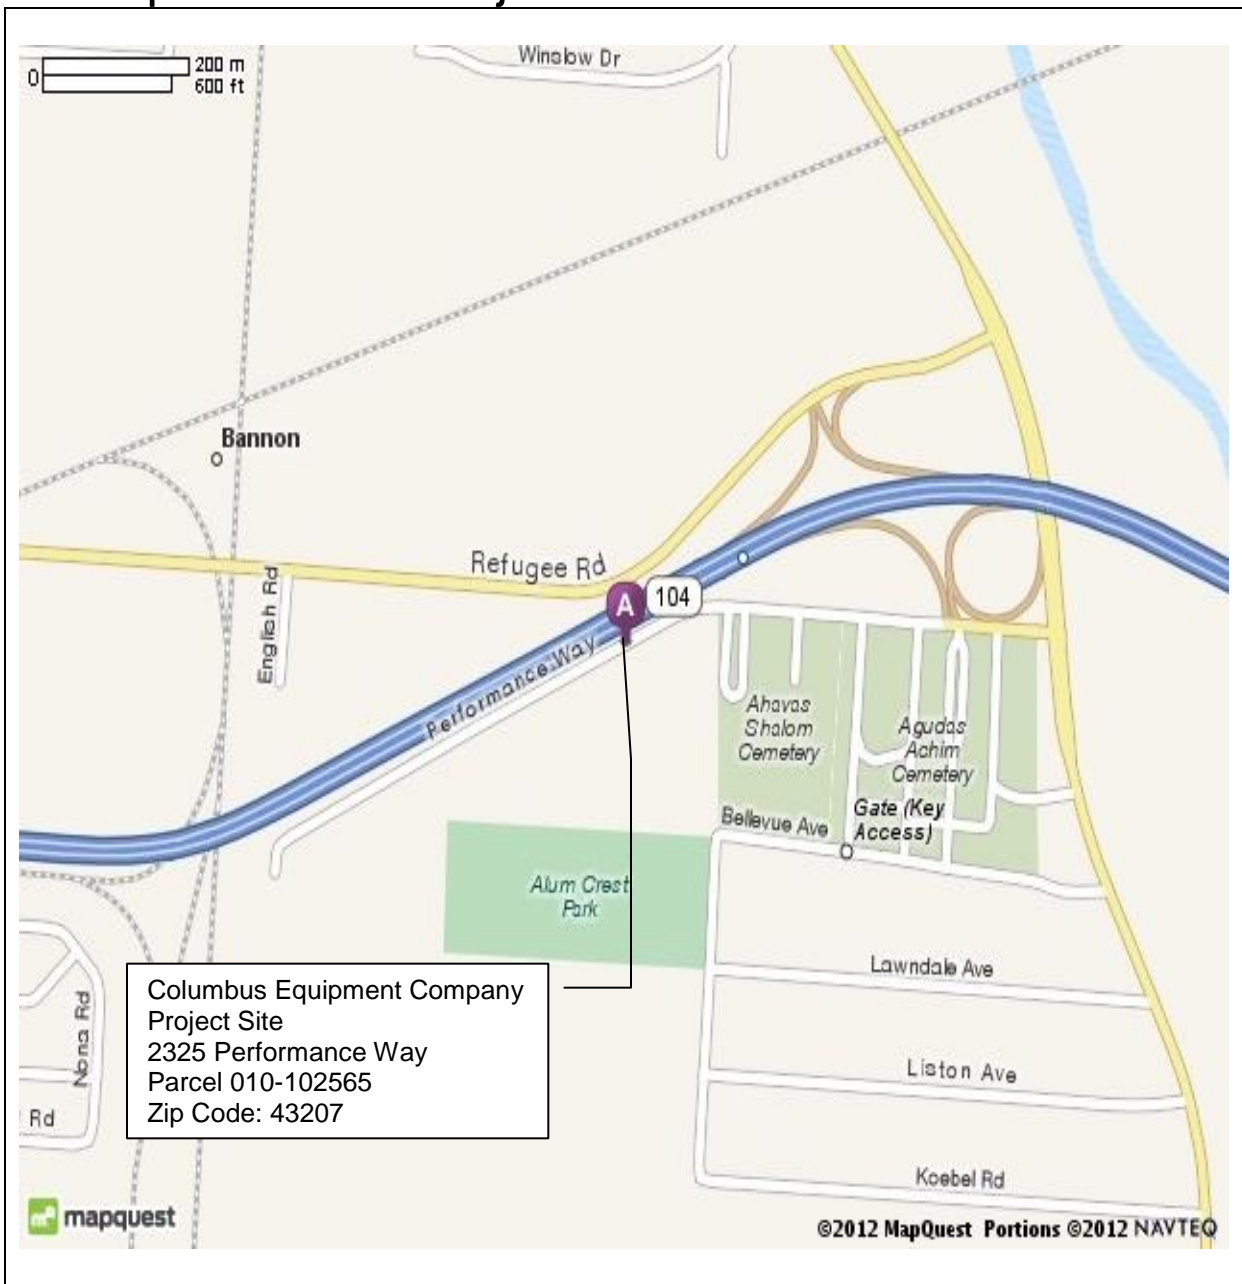 200 m
0
600 ft
Winslow Dr
Bannon
Refugee Rd
English Rd
A
104
Performance Way
Ahavas
Shalom
Cemetery
Agudas
Achim
Cemetery
Gate (Key
Access)
Bellevue Ave
Alum Crest
Park
Lawndale Ave
Columbus Equipment Company
Project Site
2325 Performance Way
Parcel 010-102565
Zip Code: 43207
Nona Rd
Liston Ave
Rd
Koebel Rd
mapquest
©2012 MapQuest Portions ©2012 NAVTEQ